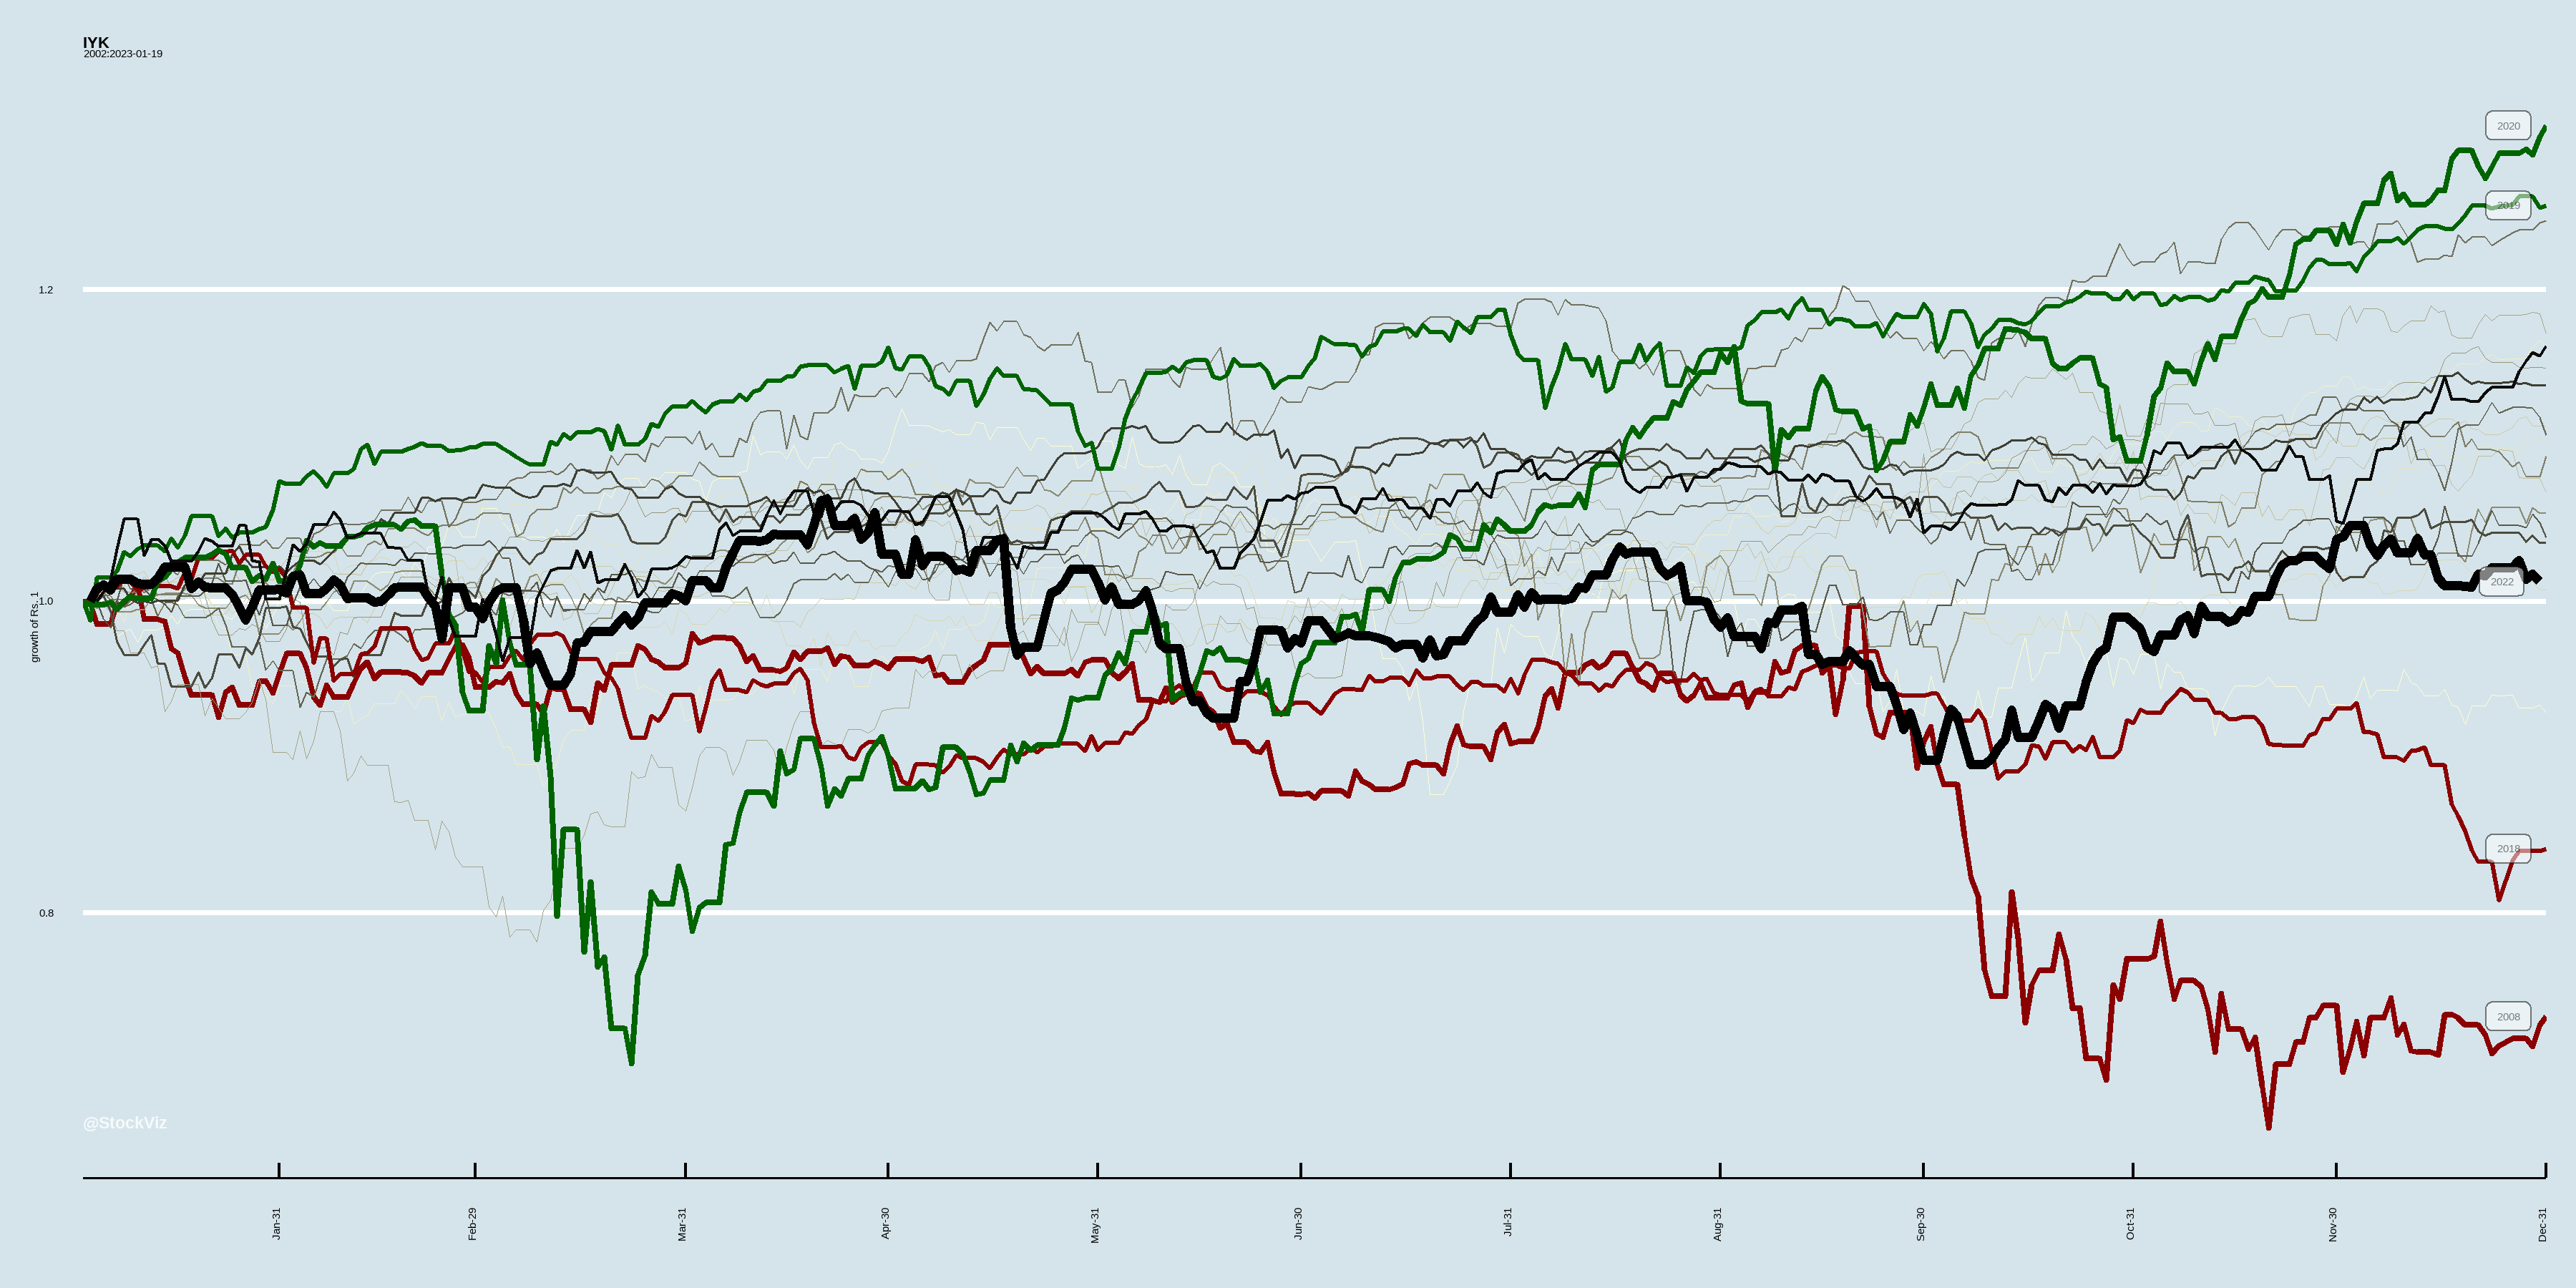 IYK
2002:2023-01-19
2020
2019
1.2
growth of Rs. 1
1.0
2022
2018
0.8
2008
@StockViz
Jan-31
Feb-29
Mar-31
Apr-30
May-31
Jun-30
Jul-31
Aug-31
Sep-30
Oct-31
Nov-30
Dec-31